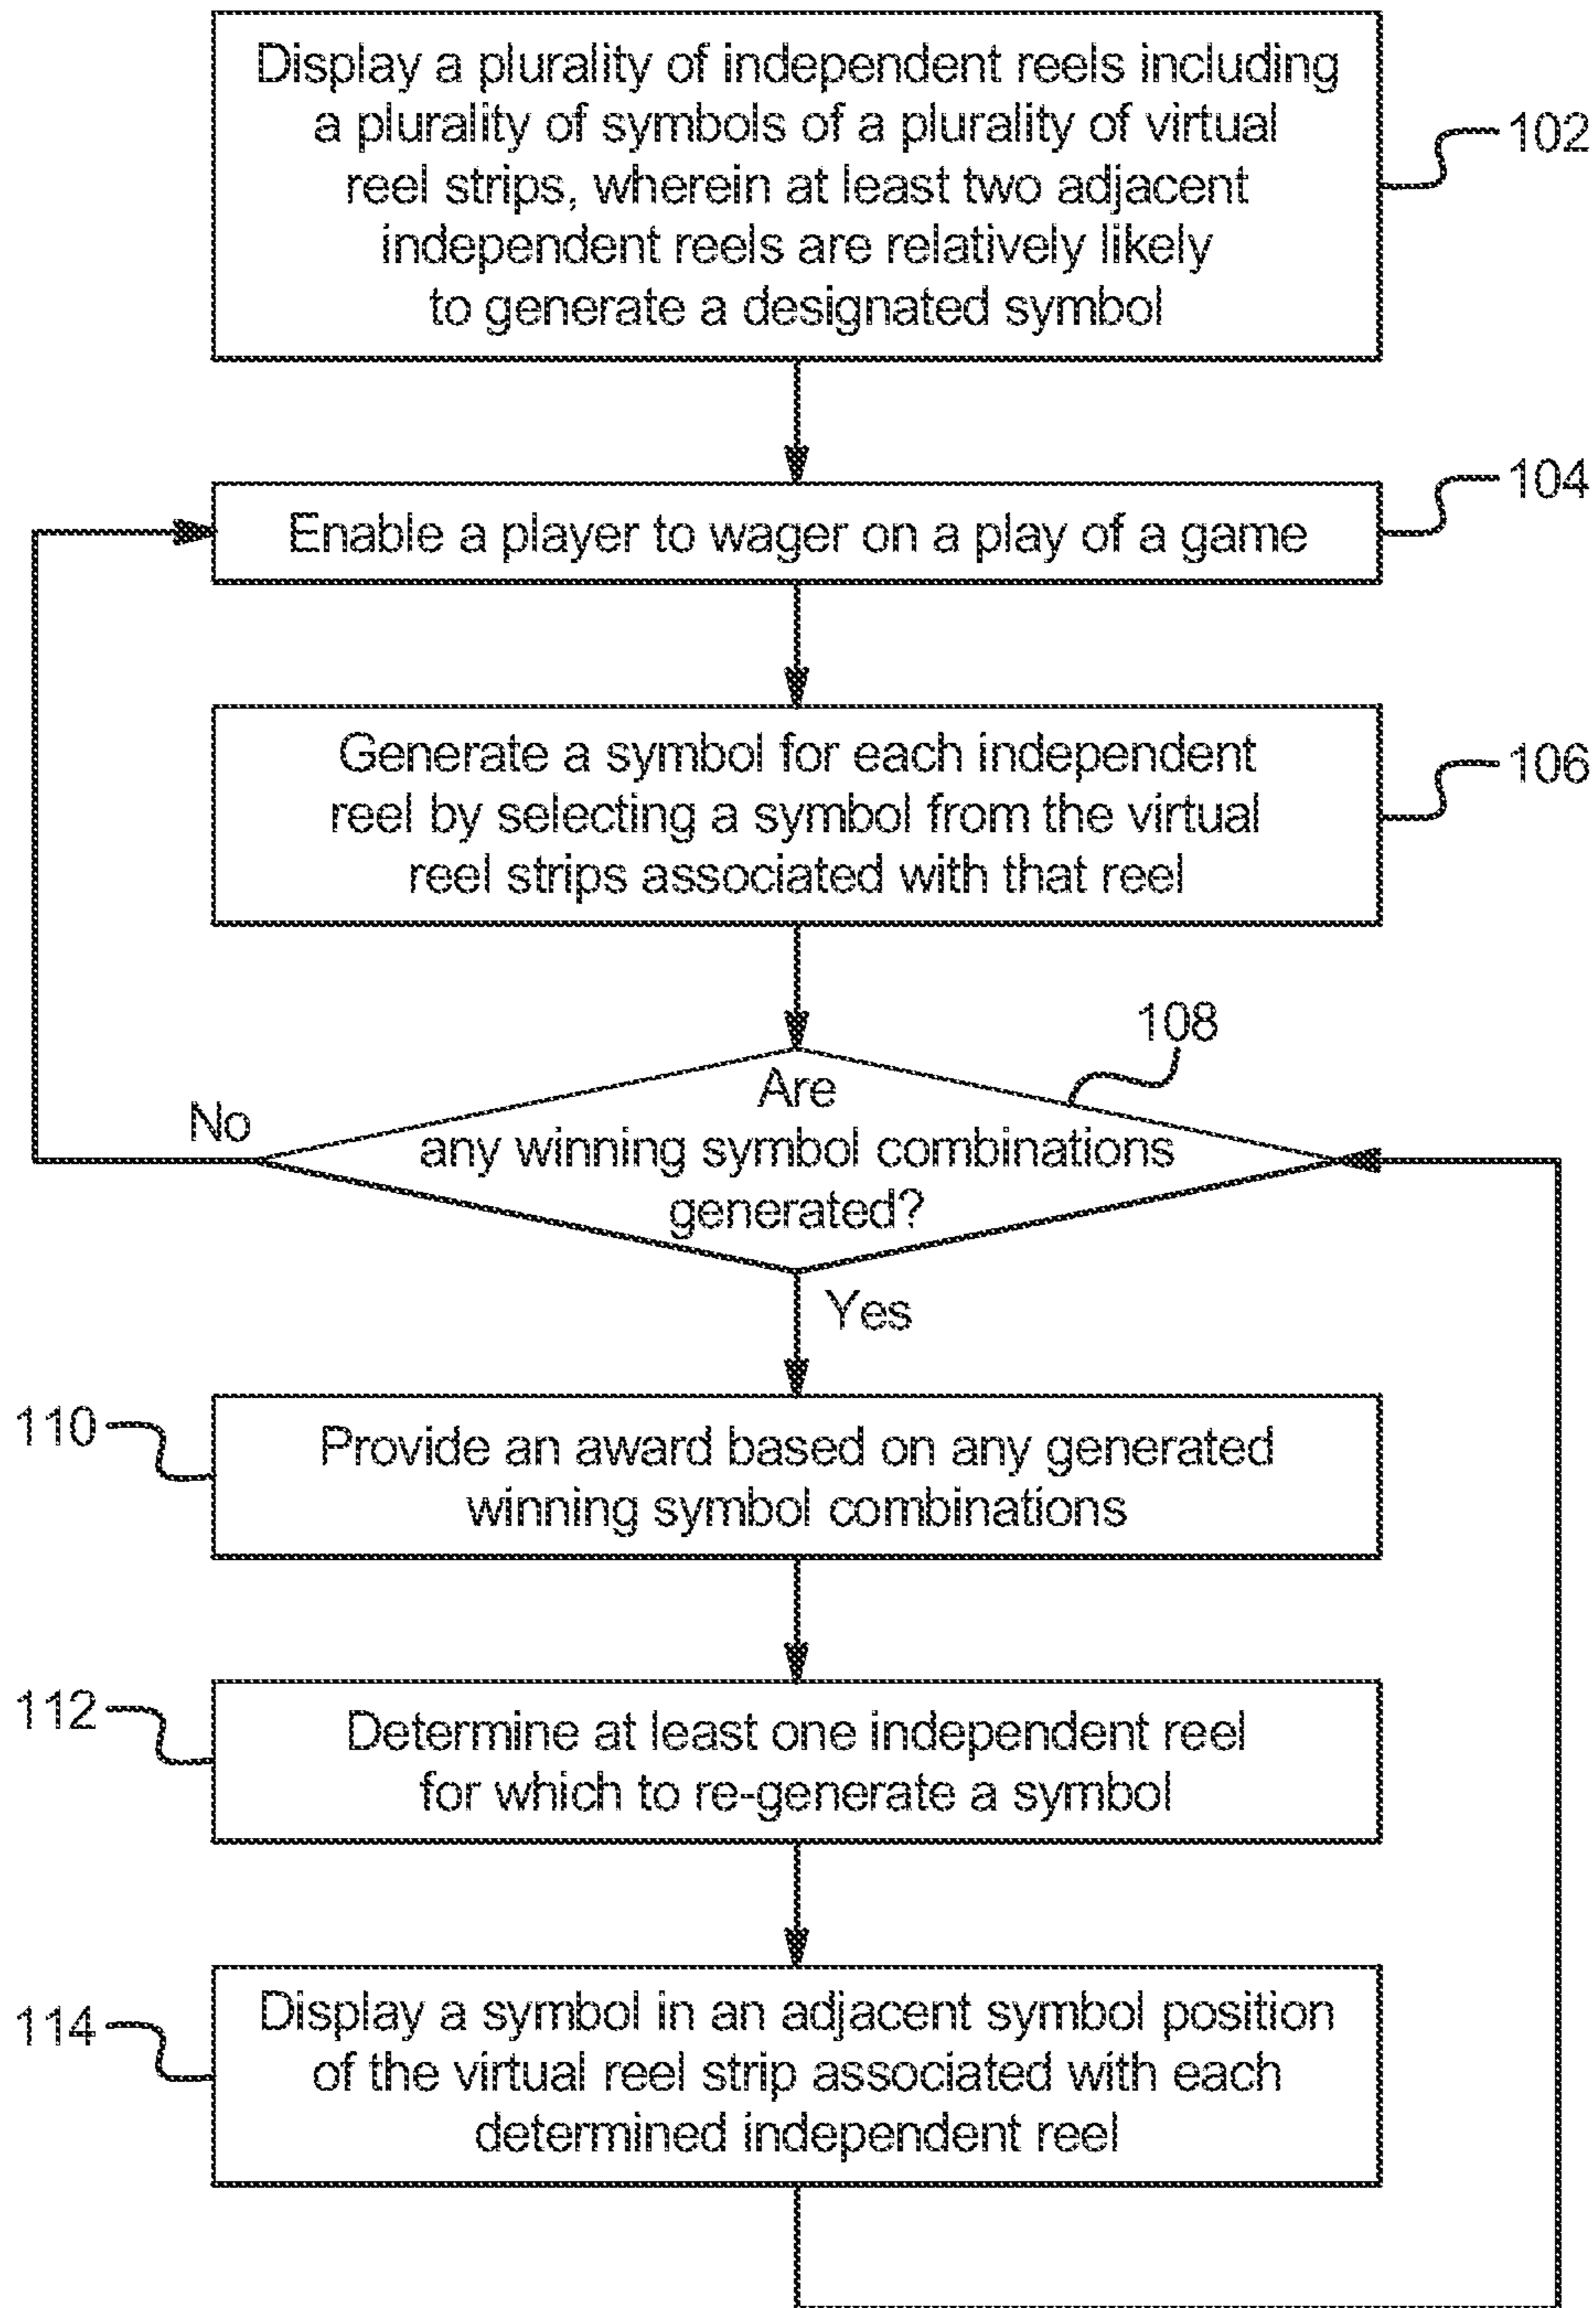 Display a plurality of independent reels including
a plurality of symbols of a plurality of virtual
reel strips, wherein at least two adjacent
independent reels are relatively likely
to generate a designated symbol
102
Enable a player to wager on a play of a game
104
Generate a symbol for each independent
reel by selecting a symbol from the virtual
reel strips associated with that reel
106
108
Are
any winning symbol combinations
generated?
No
Yes
110
Provide an award based on any generated
winning symbol combinations
112
Determine at least one independent reel
for which to re-generate a symbol
114
Display a symbol in an adjacent symbol position
of the virtual reel strip associated with each
determined independent reel